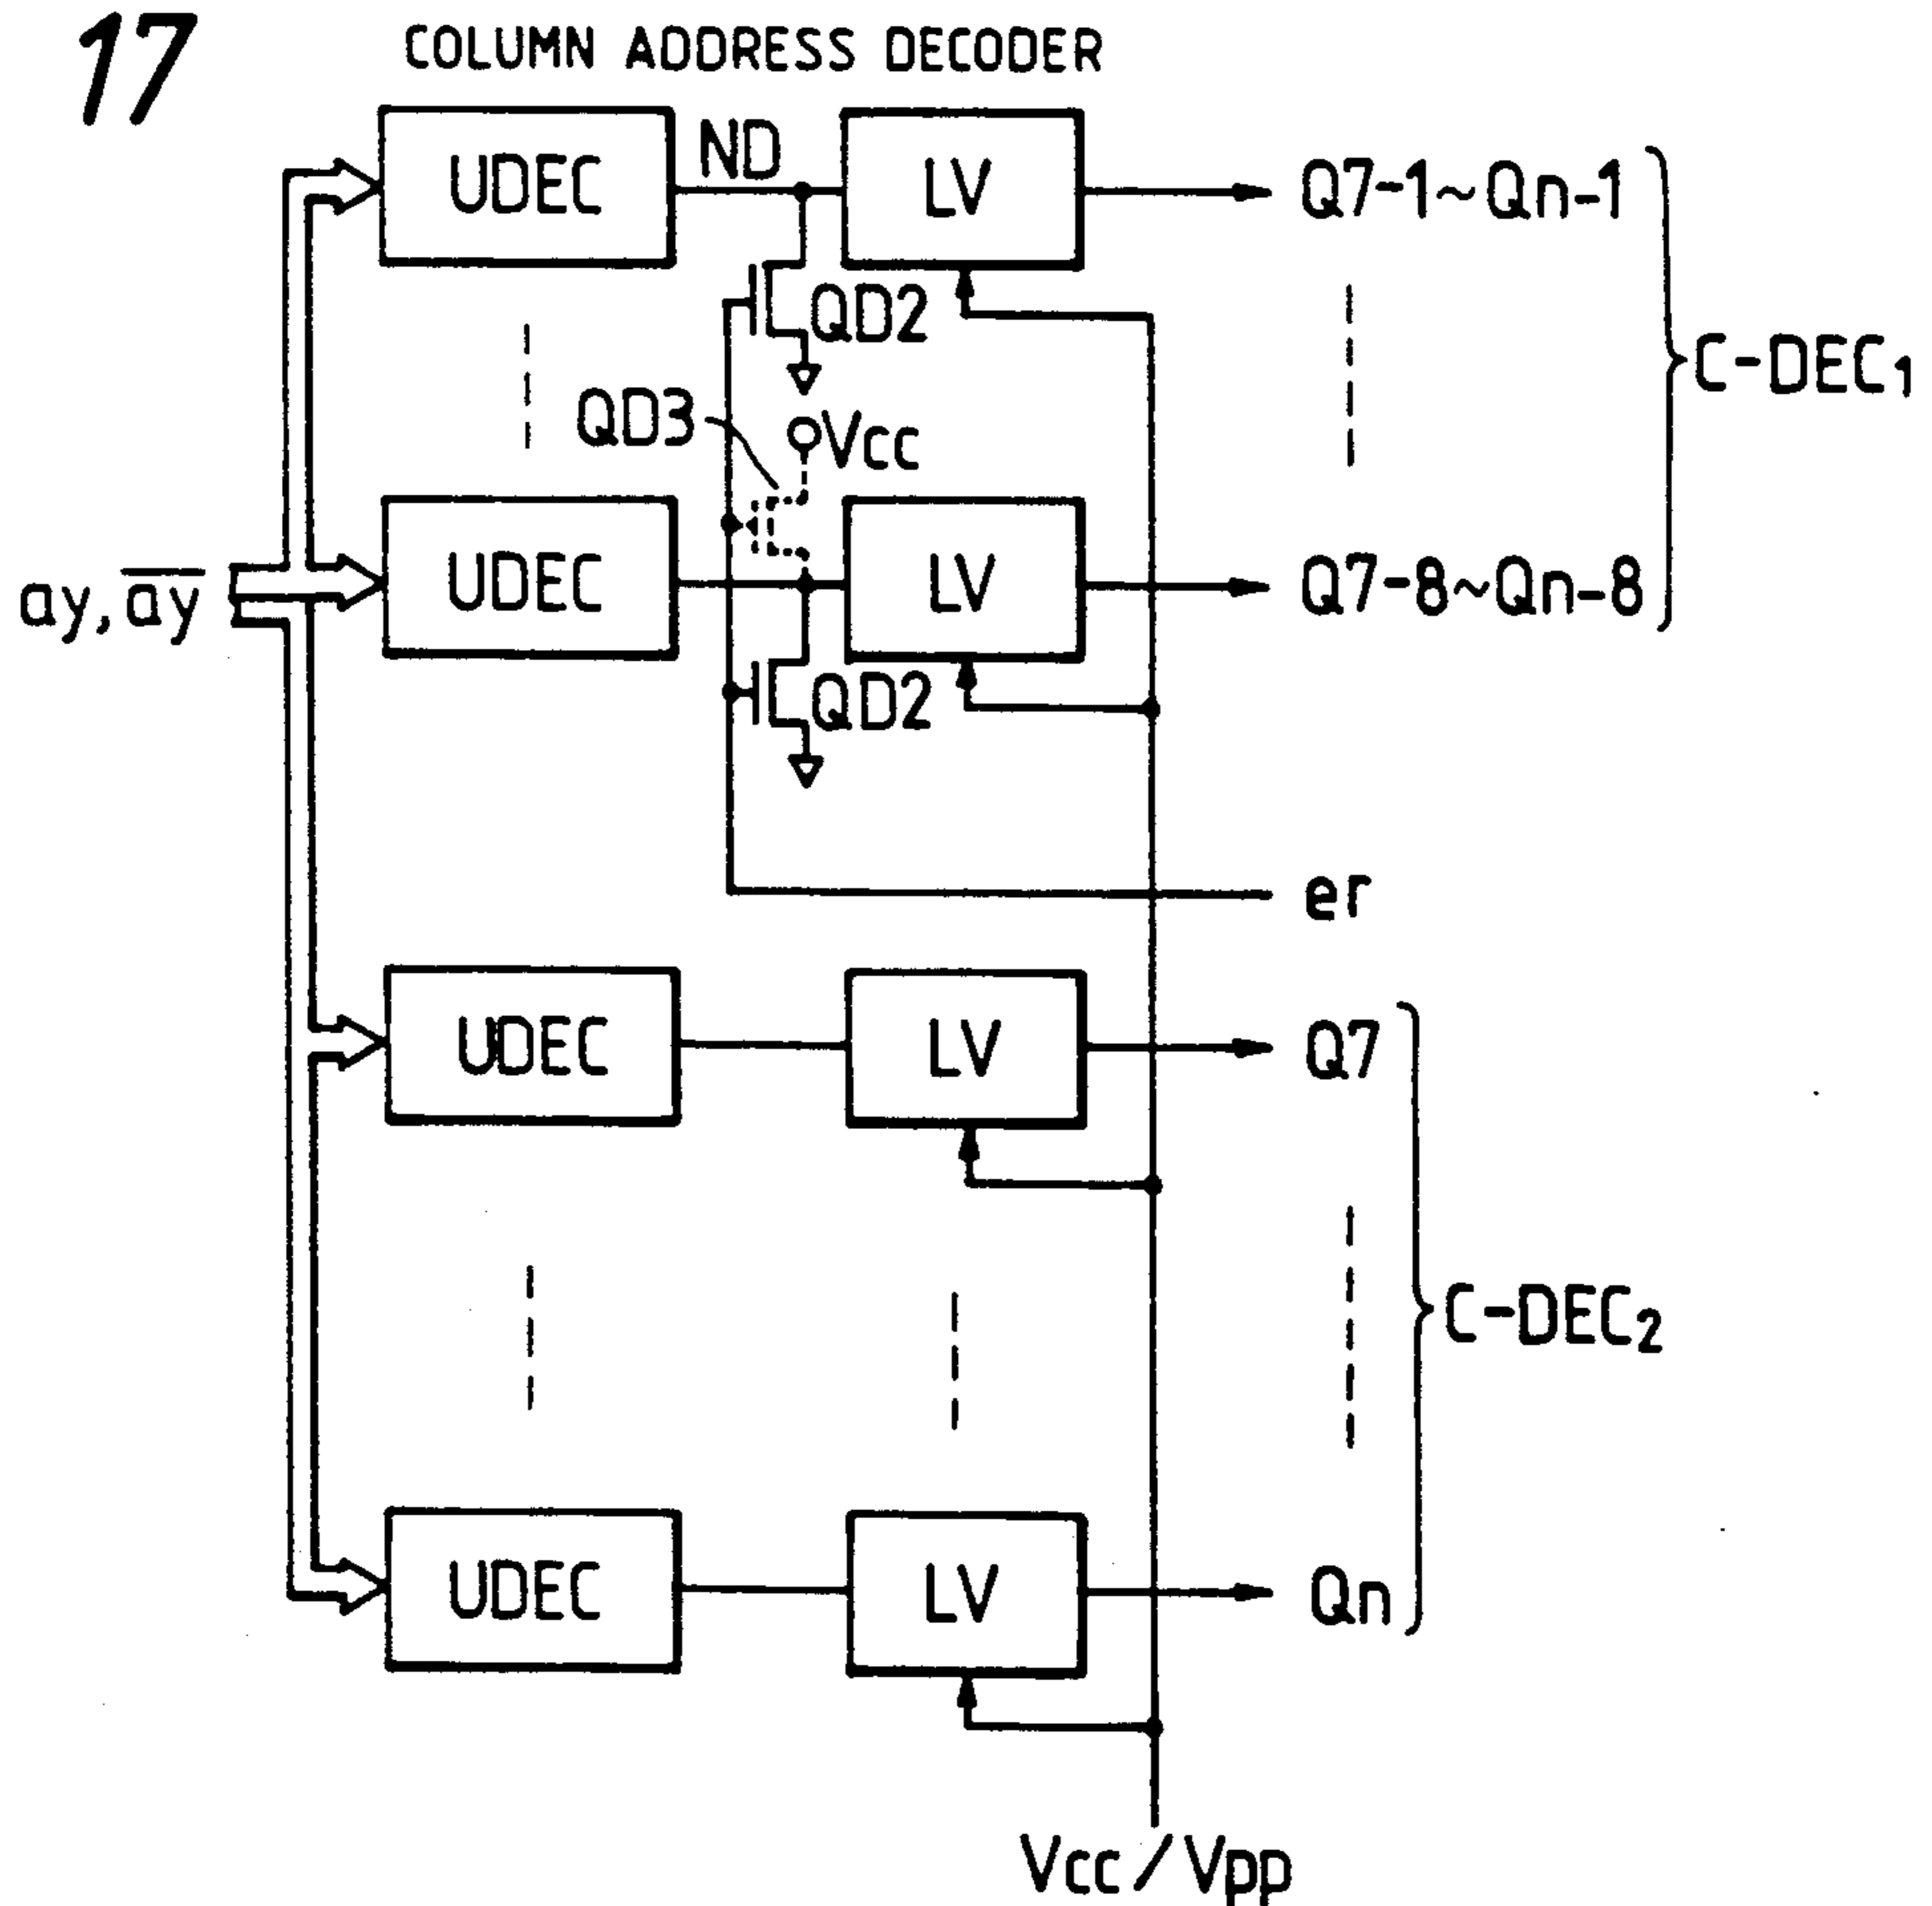 17
COLUMN ADDRESS DECODER
UDEC
ND
LV
Q7-1~Qn-1
QD2
C-DEC₁
QD3
Vcc
ay, a̅y̅
UDEC
LV
Q7-8~Qn-8
QD2
er
UDEC
LV
Q7
C-DEC₂
UDEC
LV
Qn
Vcc/Vpp